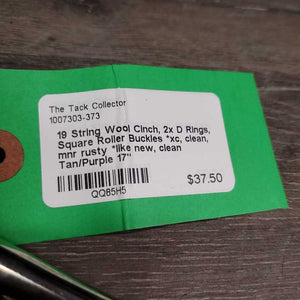 The Tack Collector
1007303-373
19 String Wool Cinch, 2x D Rings,
Square Roller Buckles *xc, clean,
mnr rusty *like new, clean
Tan/Purple 17"
QQ85H5
$37.50